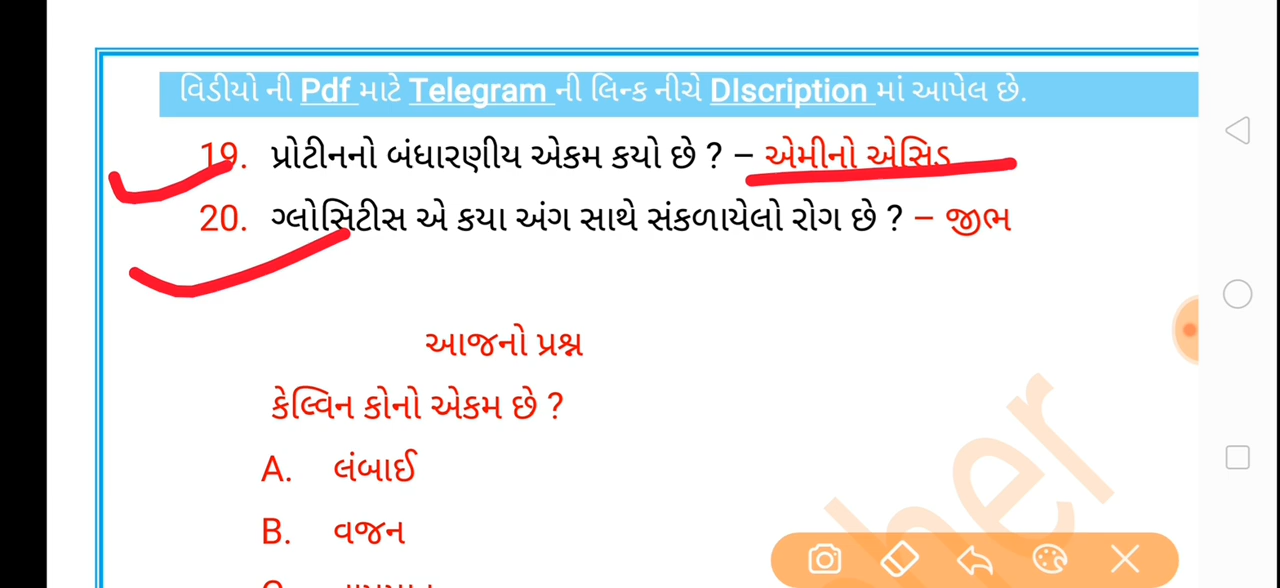 વિડીયો ની Pdf માટે Telegram ની લિન્ક નીચે DIscription માં આપેલ છે.
19. પ્રોટીનનો બંધારણીય એકમ કયો છે ? – એમીનો એસિડ
20. ગ્લોસિટીસ એ કયા અંગ સાથે સંકળાયેલો રોગ છે ? – જીભ
આજનો પ્રશ્ન
કેલ્વિન કોનો એકમ છે ?
A. લંબાઈ
B. વજન